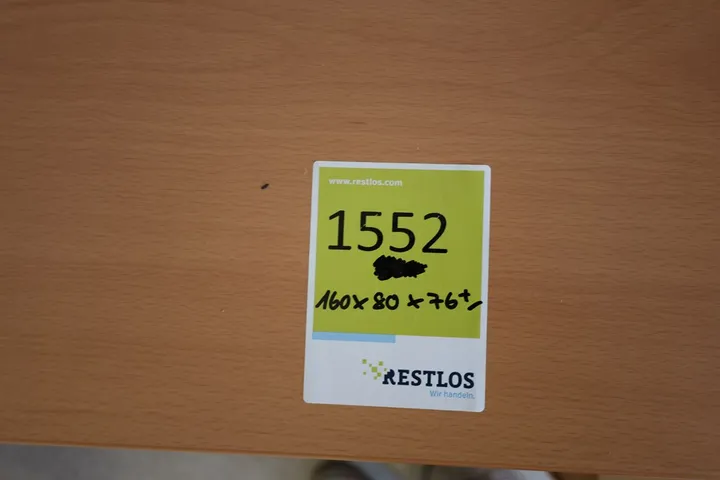 www.restlos.com
1552
160x80x76+/-
RESTLOS
Wir handeln.